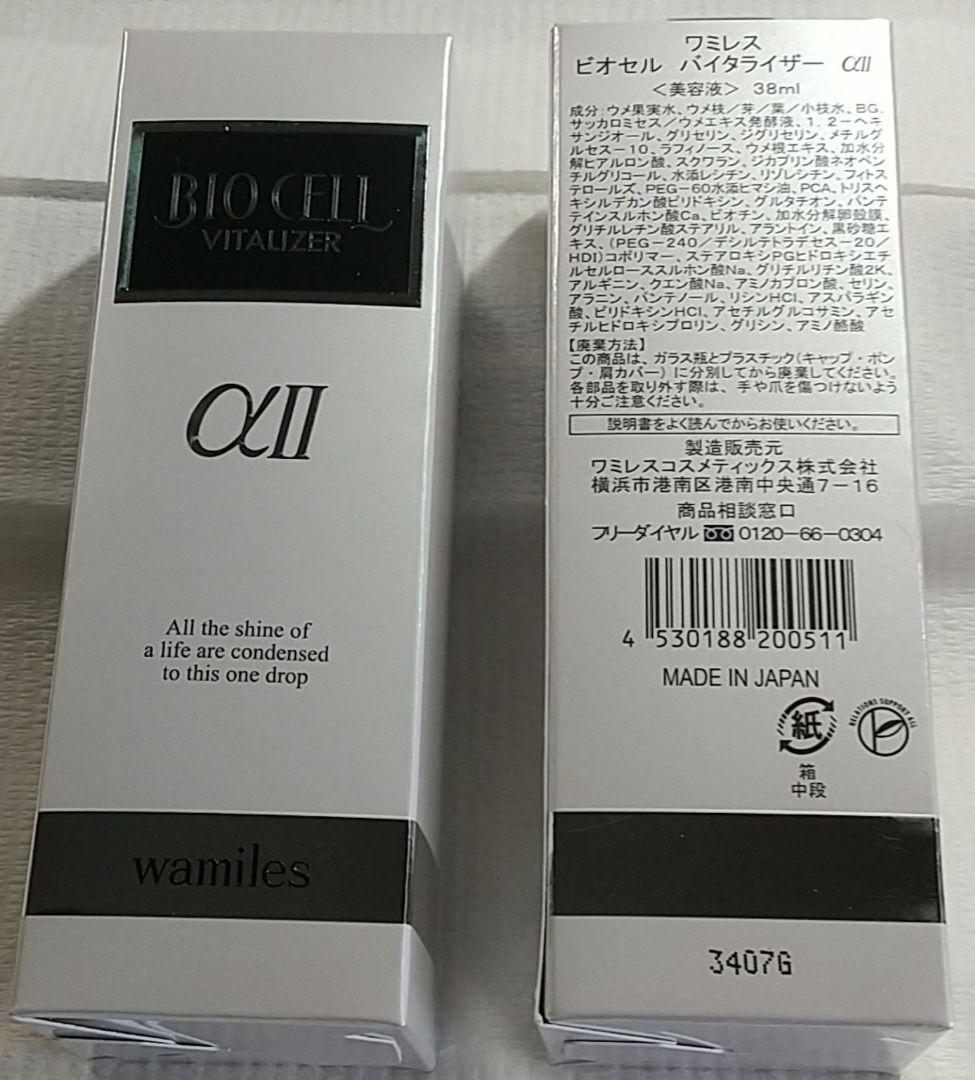 BIO CELL
VITALIZER
αII
All the shine of
a life are condensed
to this one drop
wamiles
ワミレス
ビオセル バイタライザー αII
＜美容液＞ 38ml
成分:ウメ果実水、ウメ枝／芽／葉／小枝水、BG、
サッカロミセス／ウメエキス発酵液、1，2－ヘキ
サンジオール、グリセリン、ジグリセリン、メチルグ
ルセス－10、ラフィノース、ウメ根エキス、加水分
解ヒアルロン酸、スクワラン、ジカプリン酸ネオペン
チルグリコール、水添レシチン、リゾレシチン、フィトス
テロールズ、PEG－60水添ヒマシ油、PCA、トリスヘ
キシルデカン酸ピリドキシン、グルタチオン、パンテ
テインスルホン酸Ca、ビオチン、加水分解卵殻膜、
グリチルレチン酸ステアリル、アラントイン、黒砂糖エ
キス、（PEG－240／デシルテトラデセス－20／
HDI）コポリマー、ステアロキシPGヒドロキシエチ
ルセルローススルホン酸Na、グリチルリチン酸2K、
アルギニン、クエン酸Na、アミノカプロン酸、セリン、
アラニン、パンテノール、リシンHCl、アスパラギン
酸、ピリドキシンHCl、アセチルグルコサミン、アセ
チルヒドロキシプロリン、グリシン、アミノ酪酸
【廃棄方法】
この商品は、ガラス瓶とプラスチック（キャップ・ポン
プ・肩カバー）に分別してから廃棄してください。
各部品を取り外す際は、手や爪を傷つけないよう
十分ご注意ください。
説明書をよく読んでからお使いください。
製造販売元
ワミレスコスメティックス株式会社
横浜市港南区港南中央通7－16
商品相談窓口
フリーダイヤル 0120－66－0304
4 530188 200511
MADE IN JAPAN
紙
RELATIONS SUPPORT ALL
箱
中段
3407G